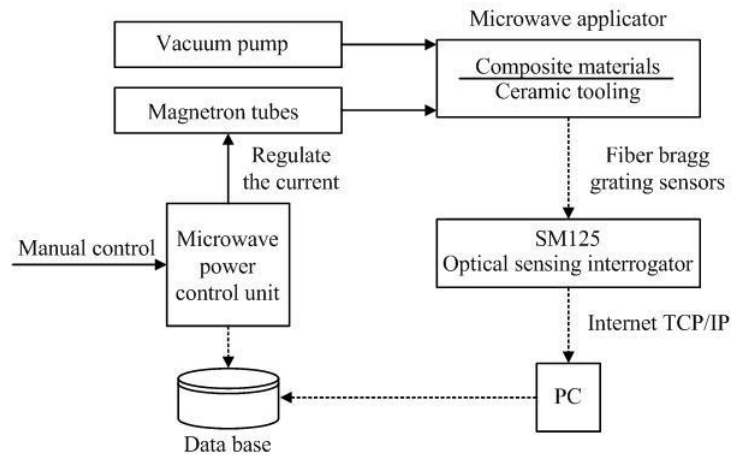 Microwave applicator
Vacuum pump
Composite materials
Ceramic tooling
Magnetron tubes
Regulate
the current
Fiber bragg
grating sensors
Manual control
Microwave
power
control unit
SM125
Optical sensing interrogator
Internet TCP/IP
PC
Data base